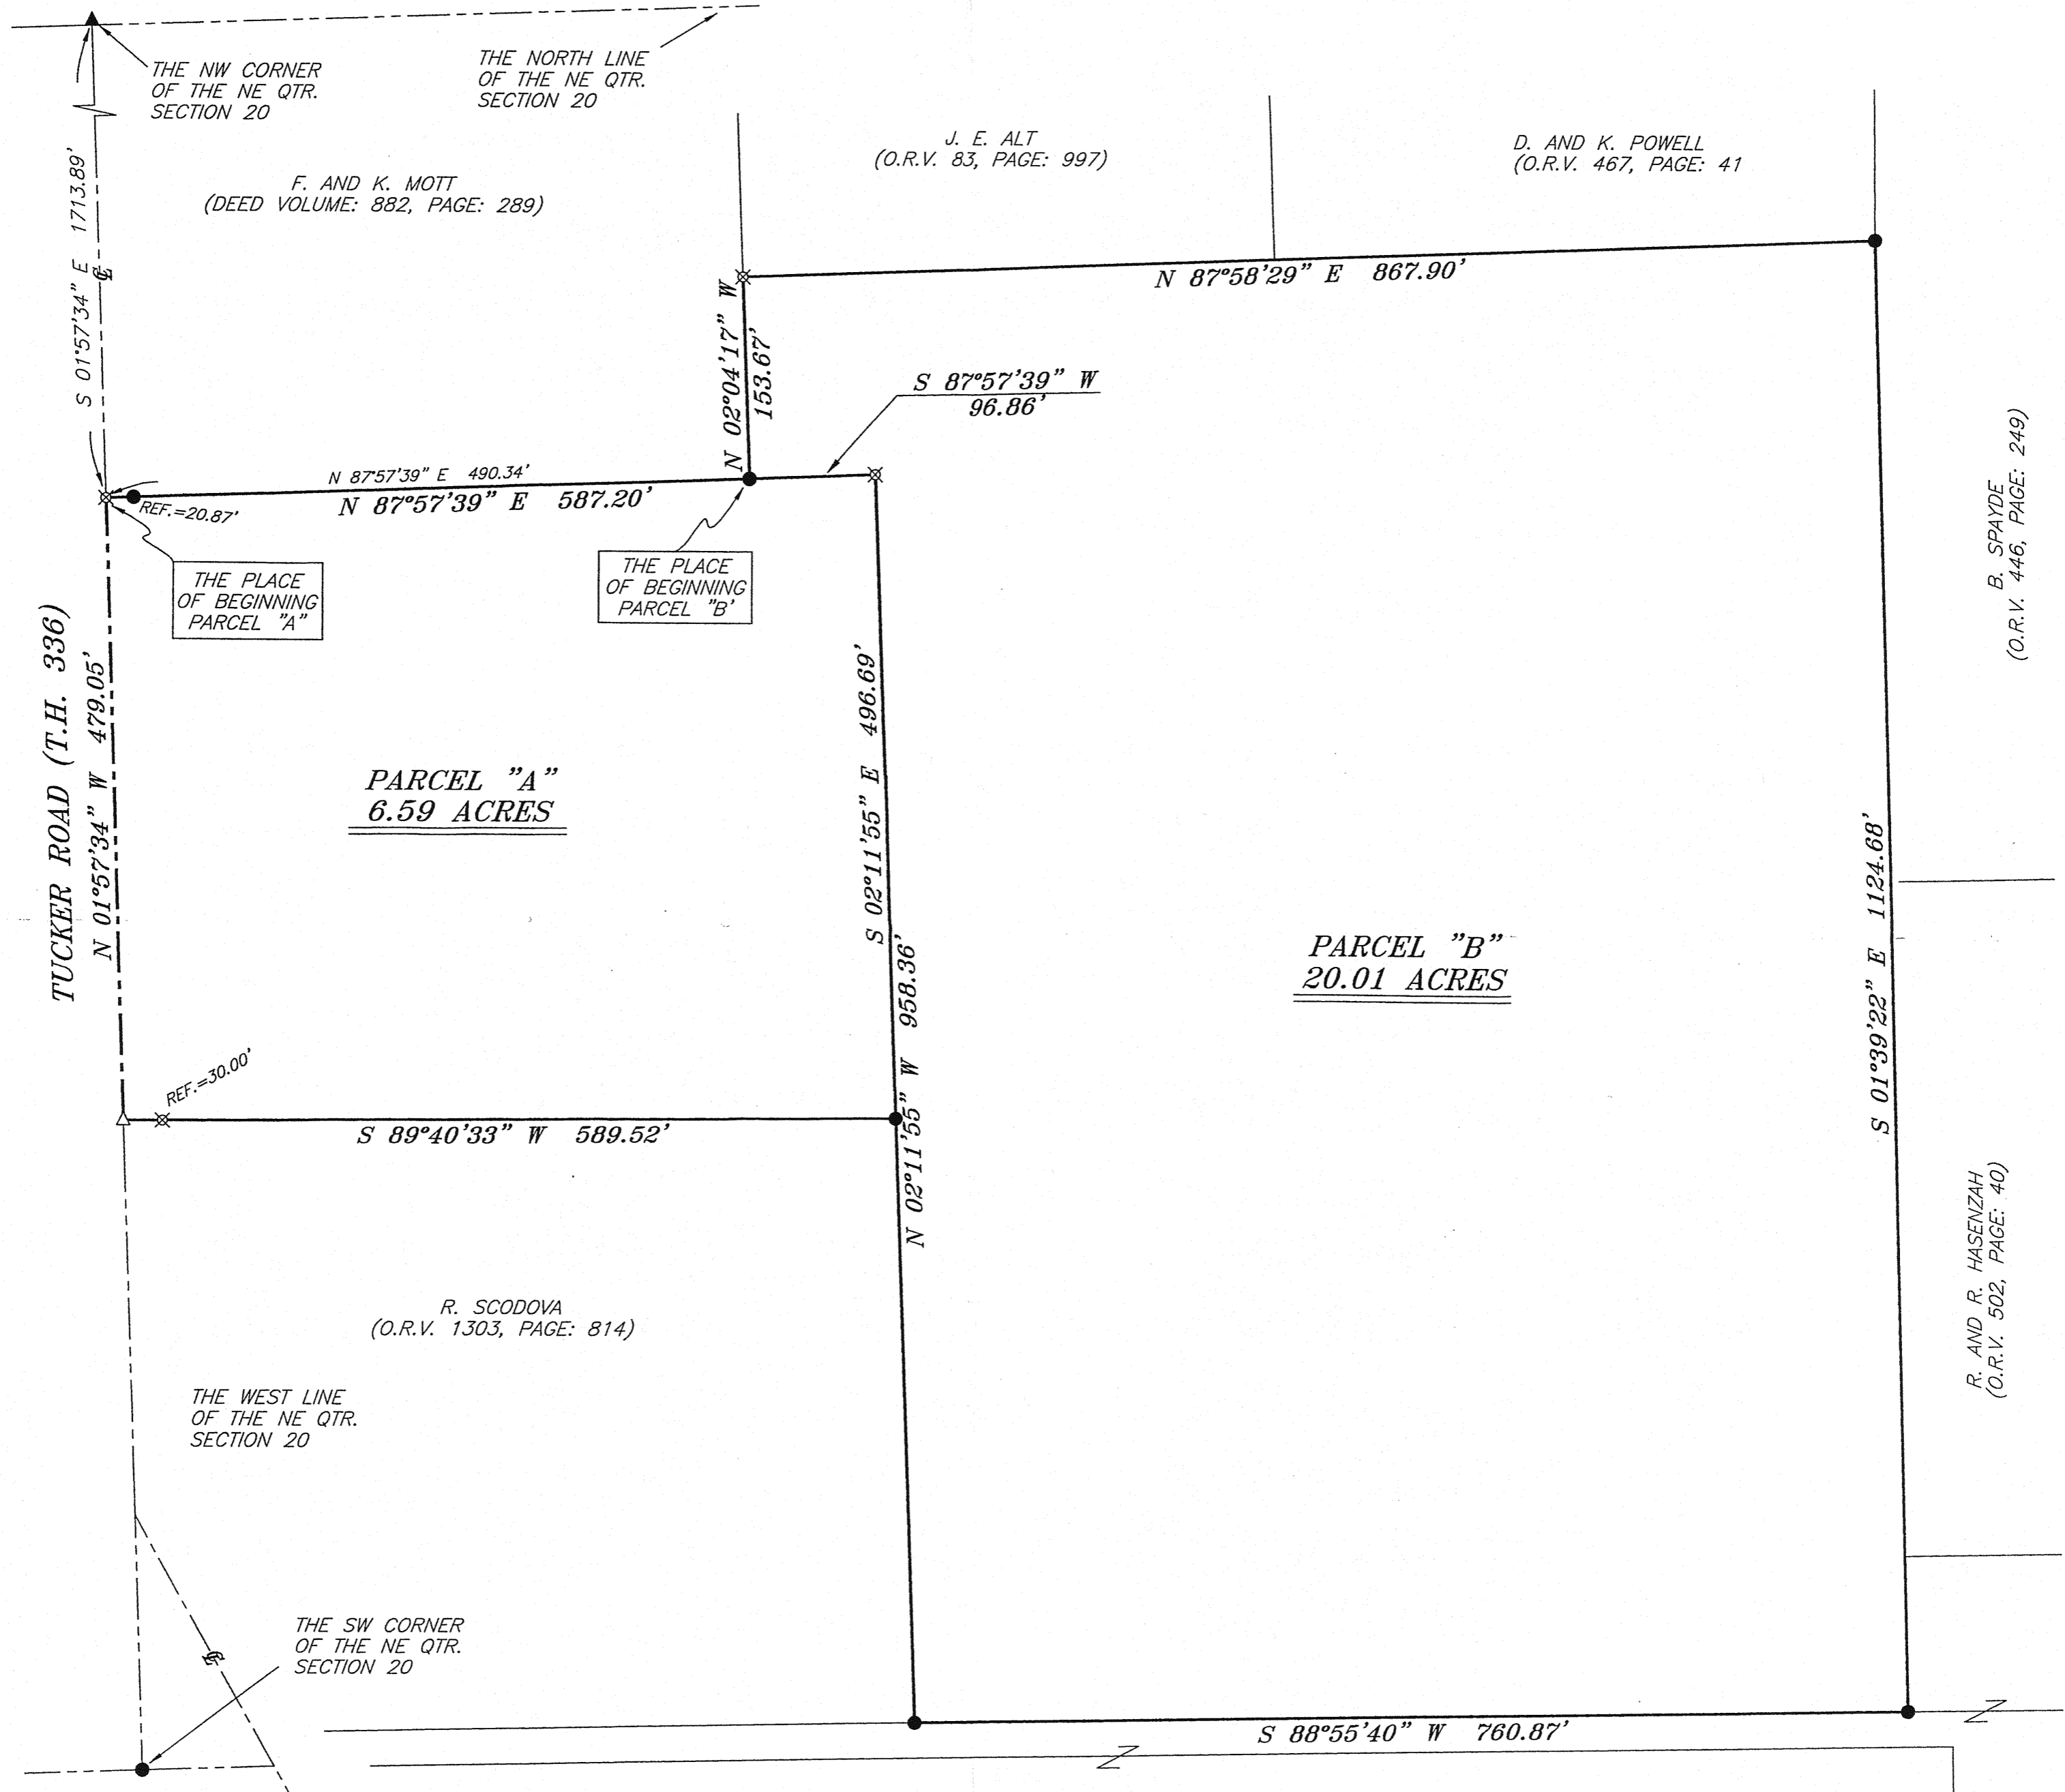 THE NW CORNER
OF THE NE QTR.
SECTION 20
THE NORTH LINE
OF THE NE QTR.
SECTION 20
J. E. ALT
(O.R.V. 83, PAGE: 997)
D. AND K. POWELL
(O.R.V. 467, PAGE: 41
F. AND K. MOTT
(DEED VOLUME: 882, PAGE: 289)
S 01°57'34" E 1713.89'
N 87°58'29" E 867.90'
N 02°04'17" W
153.67'
S 87°57'39" W
96.86'
N 87°57'39" E 490.34'
N 87°57'39" E 587.20'
REF.=20.87'
THE PLACE
OF BEGINNING
PARCEL "A"
THE PLACE
OF BEGINNING
PARCEL "B'
B. SPAYDE
(O.R.V. 446, PAGE: 249)
TUCKER ROAD (T.H. 336)
N 01°57'34" W 479.05'
PARCEL "A"
6.59 ACRES
S 02°11'55" E 496.69'
N 02°11'55" W 958.36'
PARCEL "B"
20.01 ACRES
S 01°39'22" E 1124.68'
REF.=30.00'
S 89°40'33" W 589.52'
R. AND R. HASENZAH
(O.R.V. 502, PAGE: 40)
R. SCODOVA
(O.R.V. 1303, PAGE: 814)
THE WEST LINE
OF THE NE QTR.
SECTION 20
THE SW CORNER
OF THE NE QTR.
SECTION 20
S 88°55'40" W 760.87'